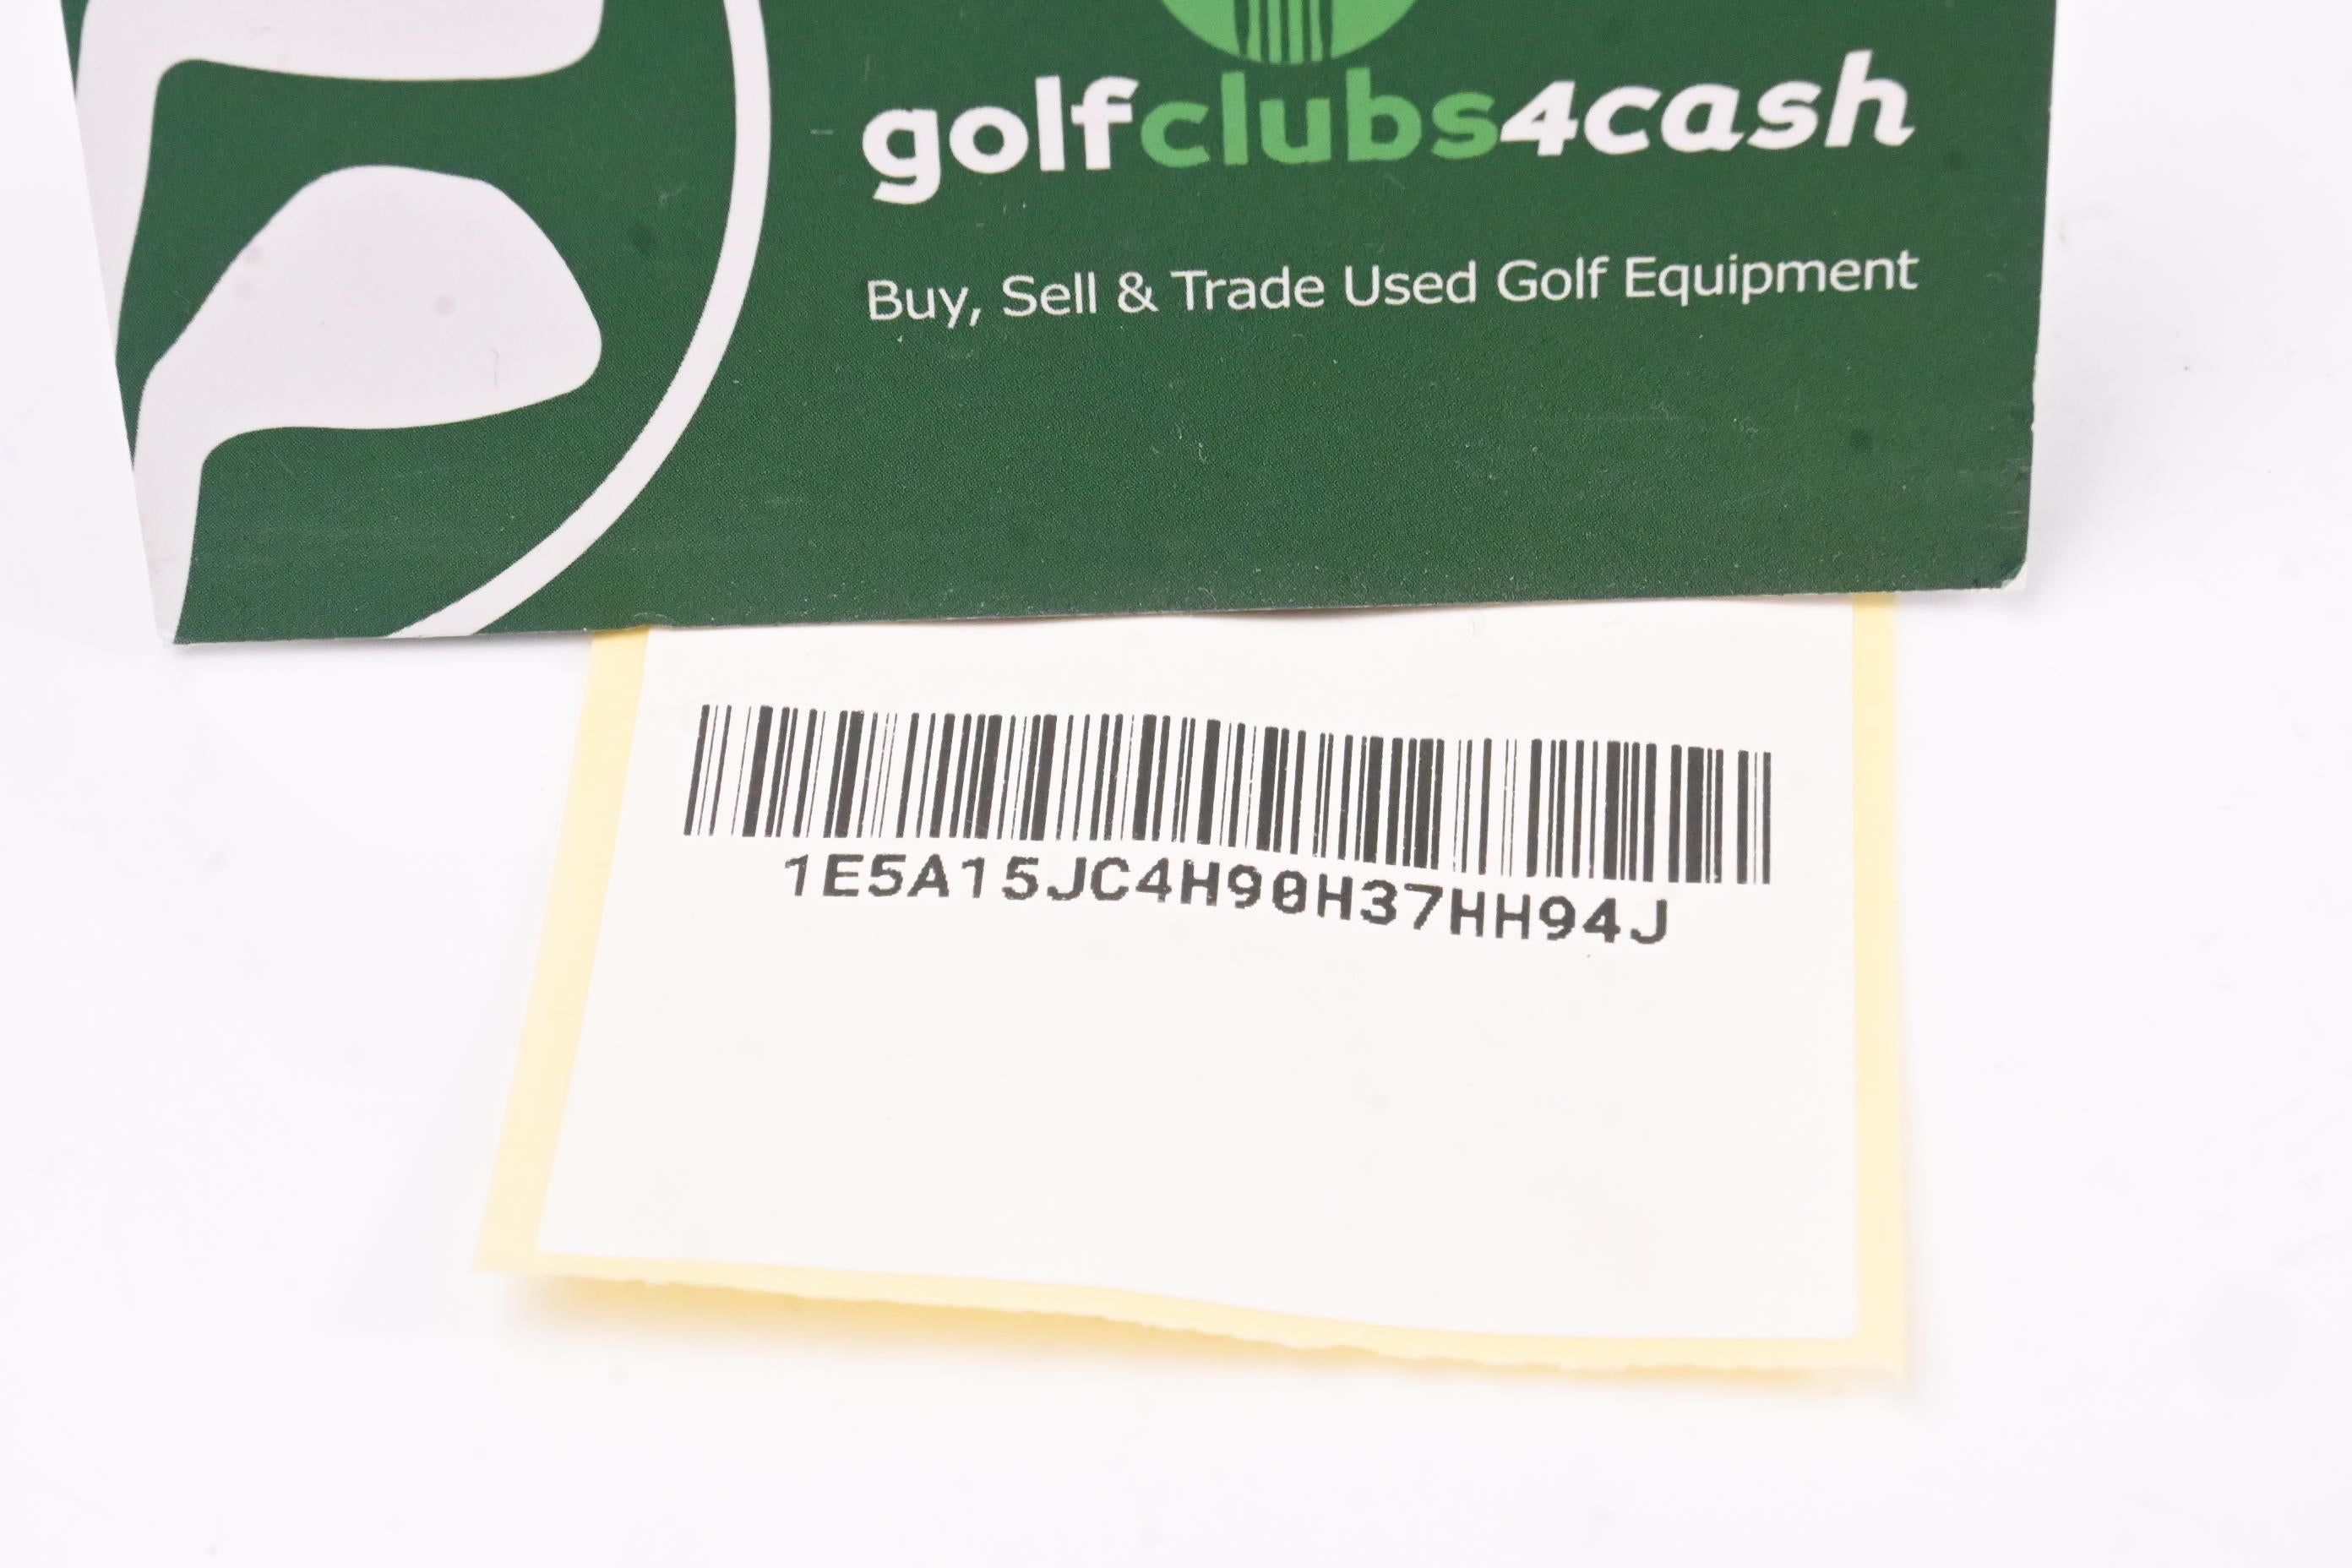 golfclubs4cash
Buy, Sell & Trade Used Golf Equipment
1E5A15JC4H90H37HH94J